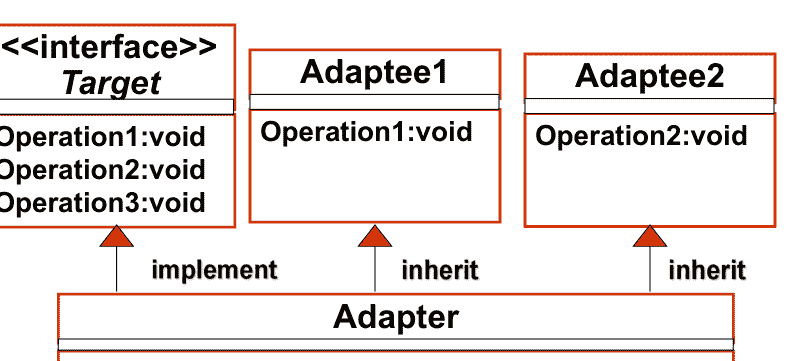 <<interface>>
Target
Operation1:void
Operation2:void
Operation3:void
Adaptee1
Operation1:void
Adaptee2
Operation2:void
implement
inherit
inherit
Adapter